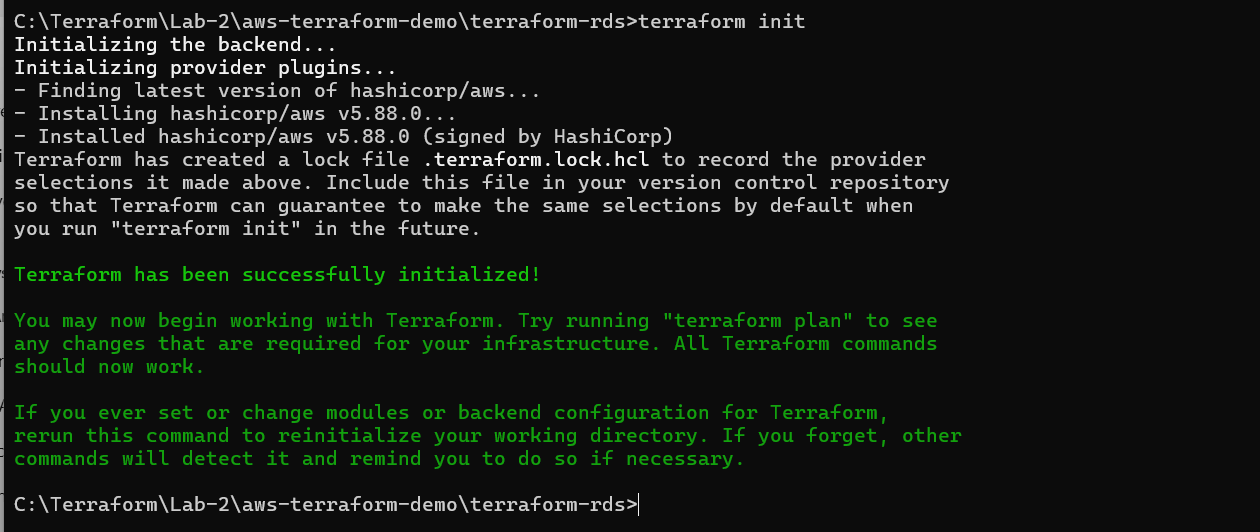 C:\Terraform\Lab-2\aws-terraform-demo\terraform-rds>terraform init
Initializing the backend...
Initializing provider plugins...
- Finding latest version of hashicorp/aws...
- Installing hashicorp/aws v5.88.0...
- Installed hashicorp/aws v5.88.0 (signed by HashiCorp)
Terraform has created a lock file .terraform.lock.hcl to record the provider
selections it made above. Include this file in your version control repository
so that Terraform can guarantee to make the same selections by default when
you run "terraform init" in the future.
Terraform has been successfully initialized!
You may now begin working with Terraform. Try running "terraform plan" to see
any changes that are required for your infrastructure. All Terraform commands
should now work.
If you ever set or change modules or backend configuration for Terraform,
rerun this command to reinitialize your working directory. If you forget, other
commands will detect it and remind you to do so if necessary.
C:\Terraform\Lab-2\aws-terraform-demo\terraform-rds>